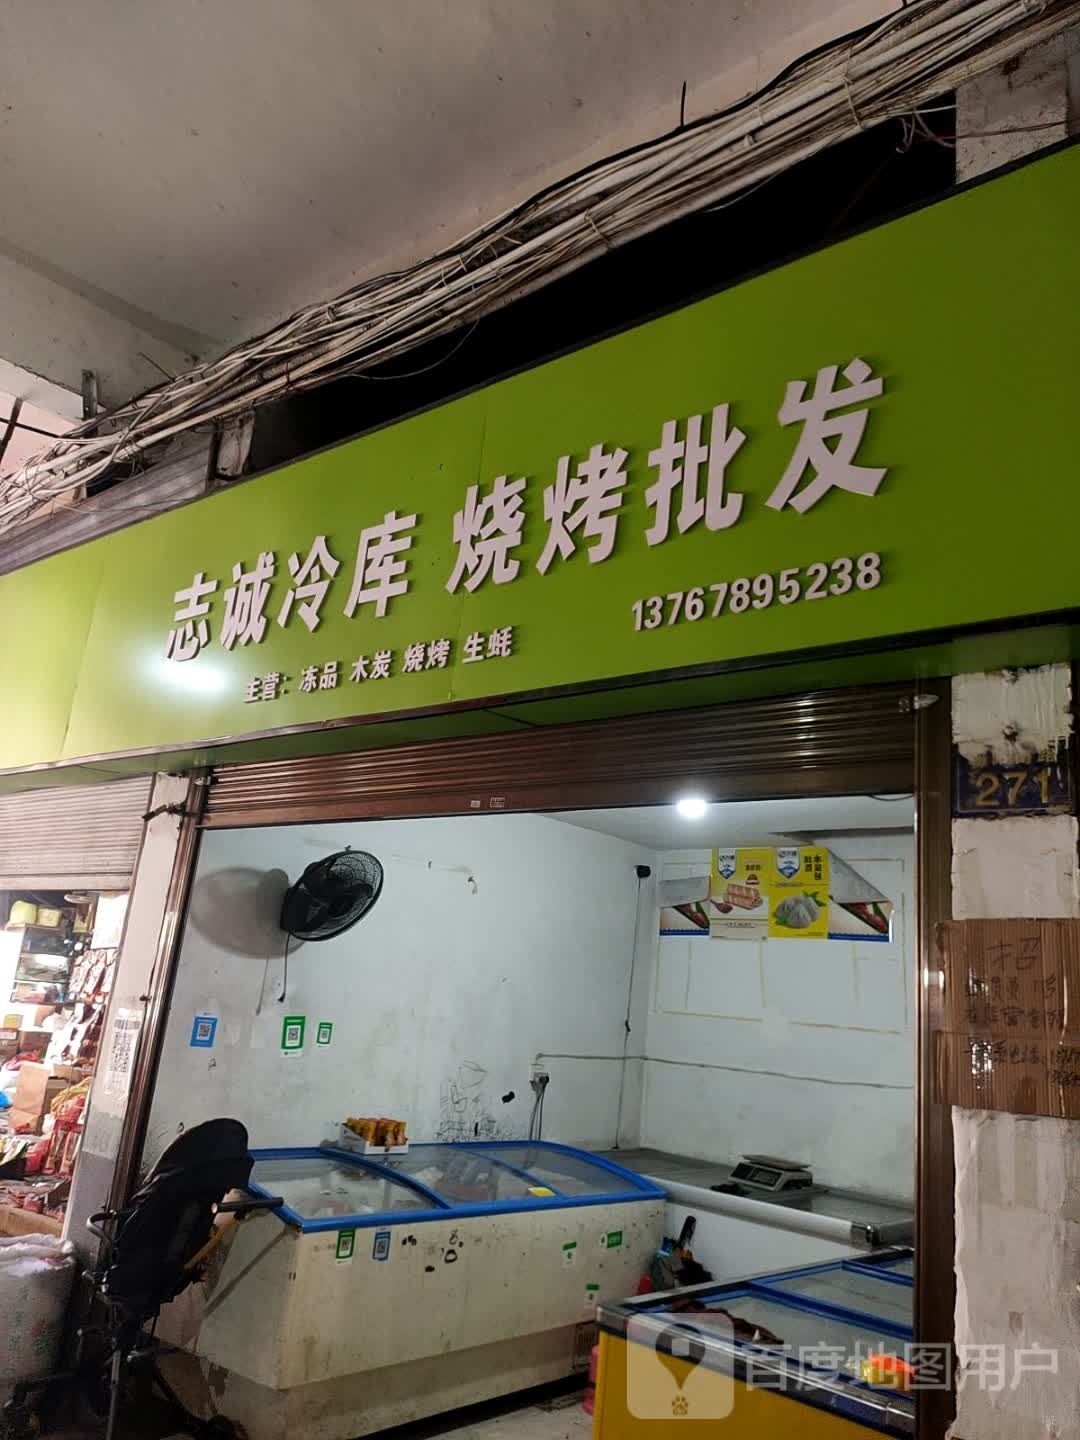 志诚冷库 烧烤批发
主营：冻品 木炭 烧烤 生蚝
13767895238
271
招
百度地图用户